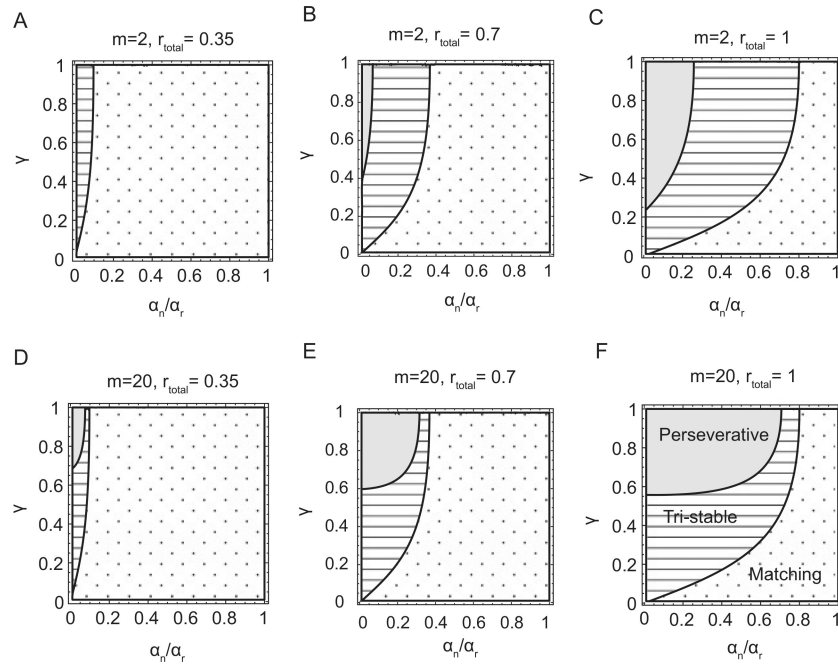 A
m=2, r_total= 0.35
γ
1
0.8
0.6
0.4
0.2
0
0 0.2 0.4 0.6 0.8 1
α_n/α_r
B
m=2, r_total= 0.7
γ
1
0.8
0.6
0.4
0.2
0
0 0.2 0.4 0.6 0.8 1
α_n/α_r
C
m=2, r_total= 1
γ
1
0.8
0.6
0.4
0.2
0
0 0.2 0.4 0.6 0.8 1
α_n/α_r
D
m=20, r_total= 0.35
γ
1
0.8
0.6
0.4
0.2
0
0 0.2 0.4 0.6 0.8 1
α_n/α_r
E
m=20, r_total= 0.7
γ
1
0.8
0.6
0.4
0.2
0
0 0.2 0.4 0.6 0.8 1
α_n/α_r
F
m=20, r_total= 1
γ
1
0.8
0.6
0.4
0.2
0
Perseverative
Tri-stable
Matching
0 0.2 0.4 0.6 0.8 1
α_n/α_r